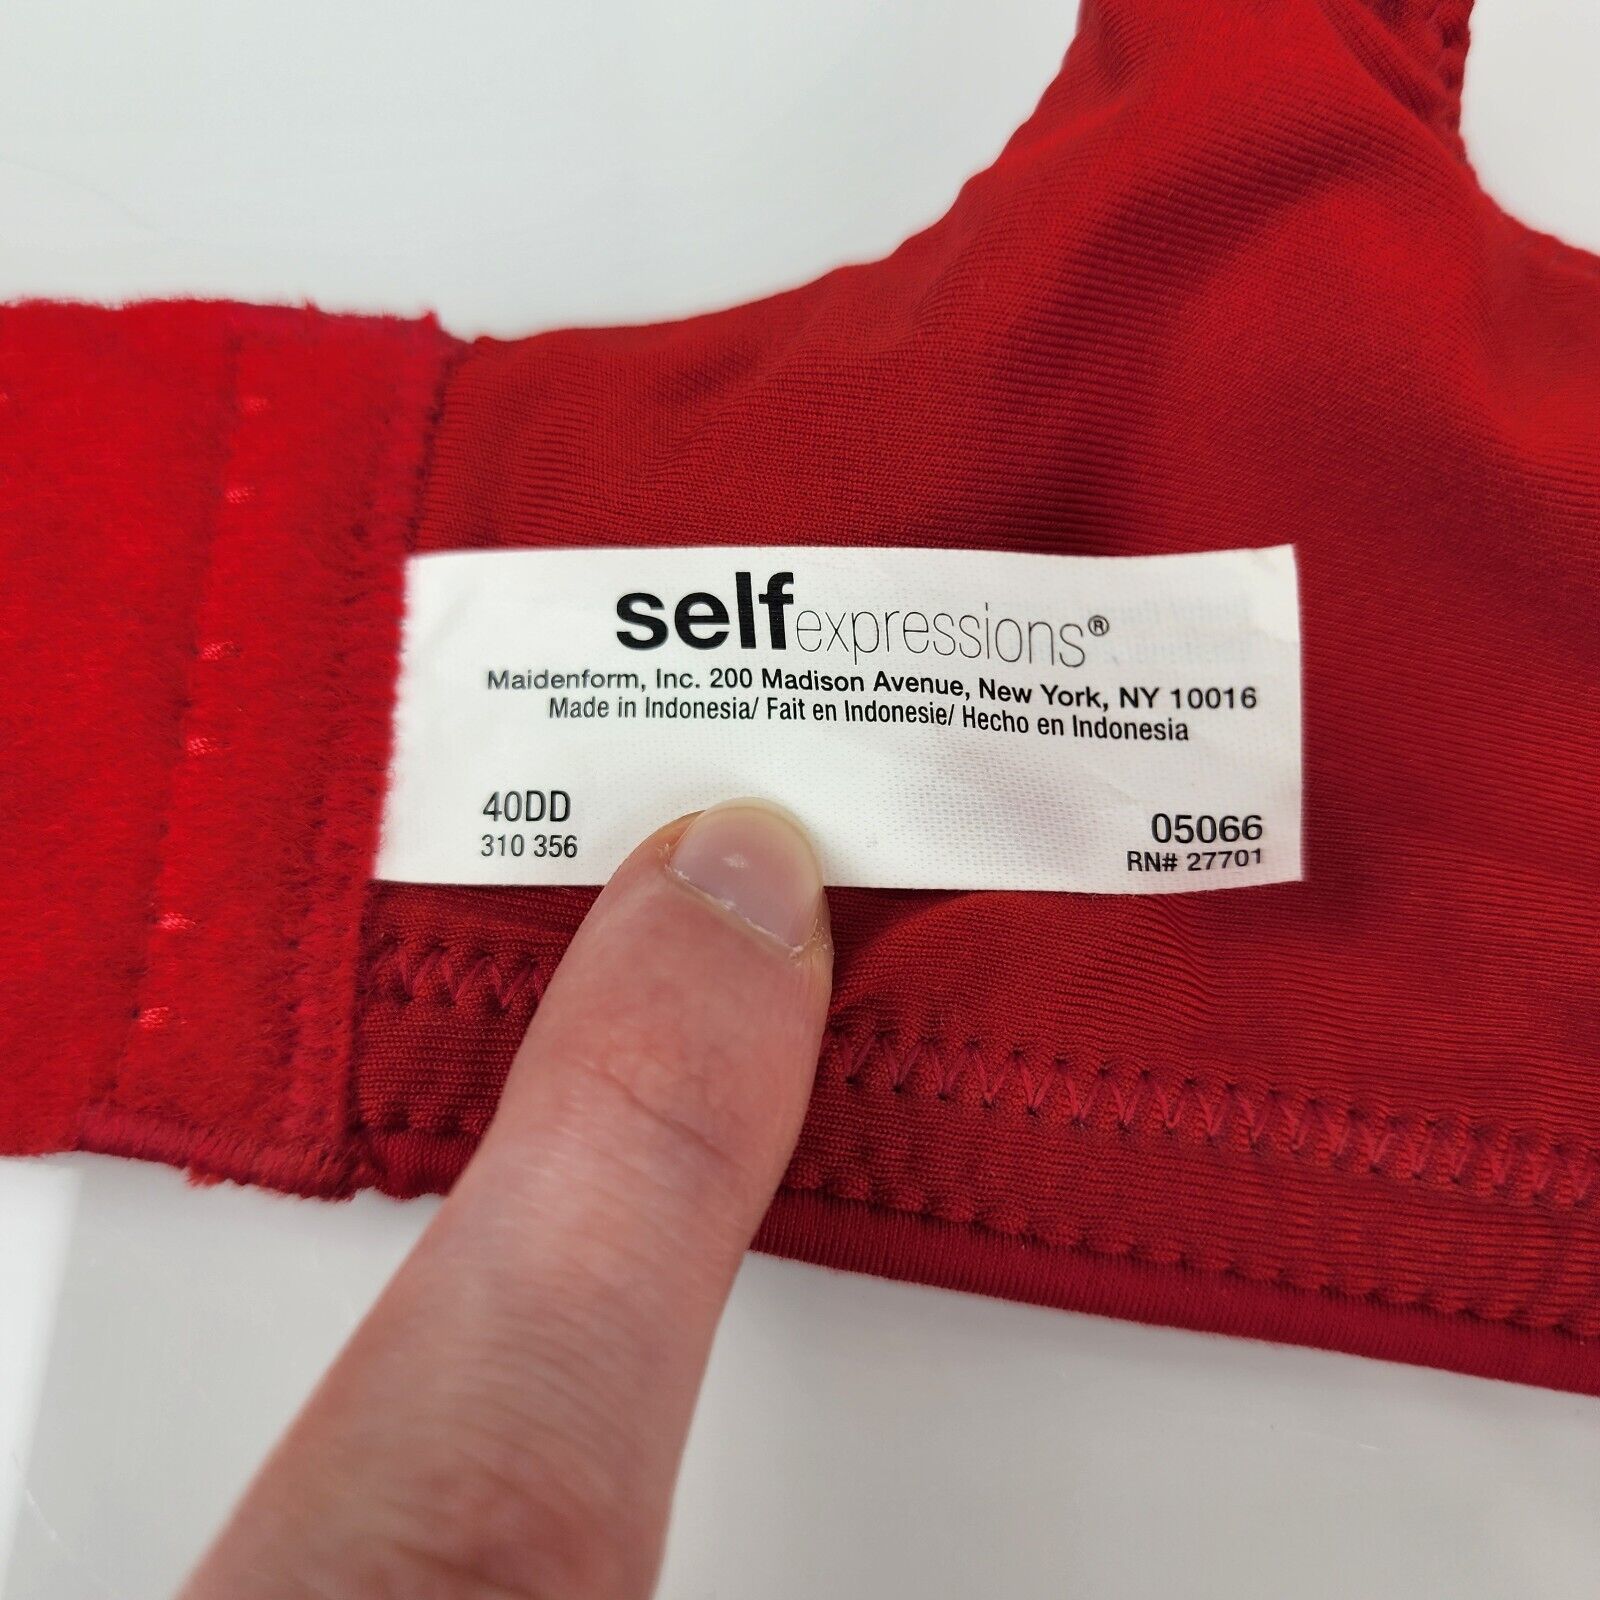 selfexpressions®
Maidenform, Inc. 200 Madison Avenue, New York, NY 10016
Made in Indonesia/ Fait en Indonesie/ Hecho en Indonesia
40DD
310 356
05066
RN# 27701